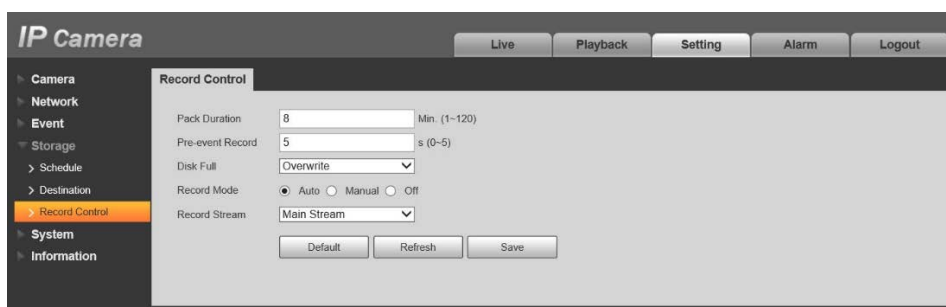 IP Camera
Live
Playback
Setting
Alarm
Logout
Camera
Network
Event
Storage
Schedule
Destination
Record Control
System
Information
Record Control
Pack Duration 8 Min. (1~120)
Pre-event Record 5 s (0~5)
Disk Full Overwrite
Record Mode Auto Manual Off
Record Stream Main Stream
Default Refresh Save